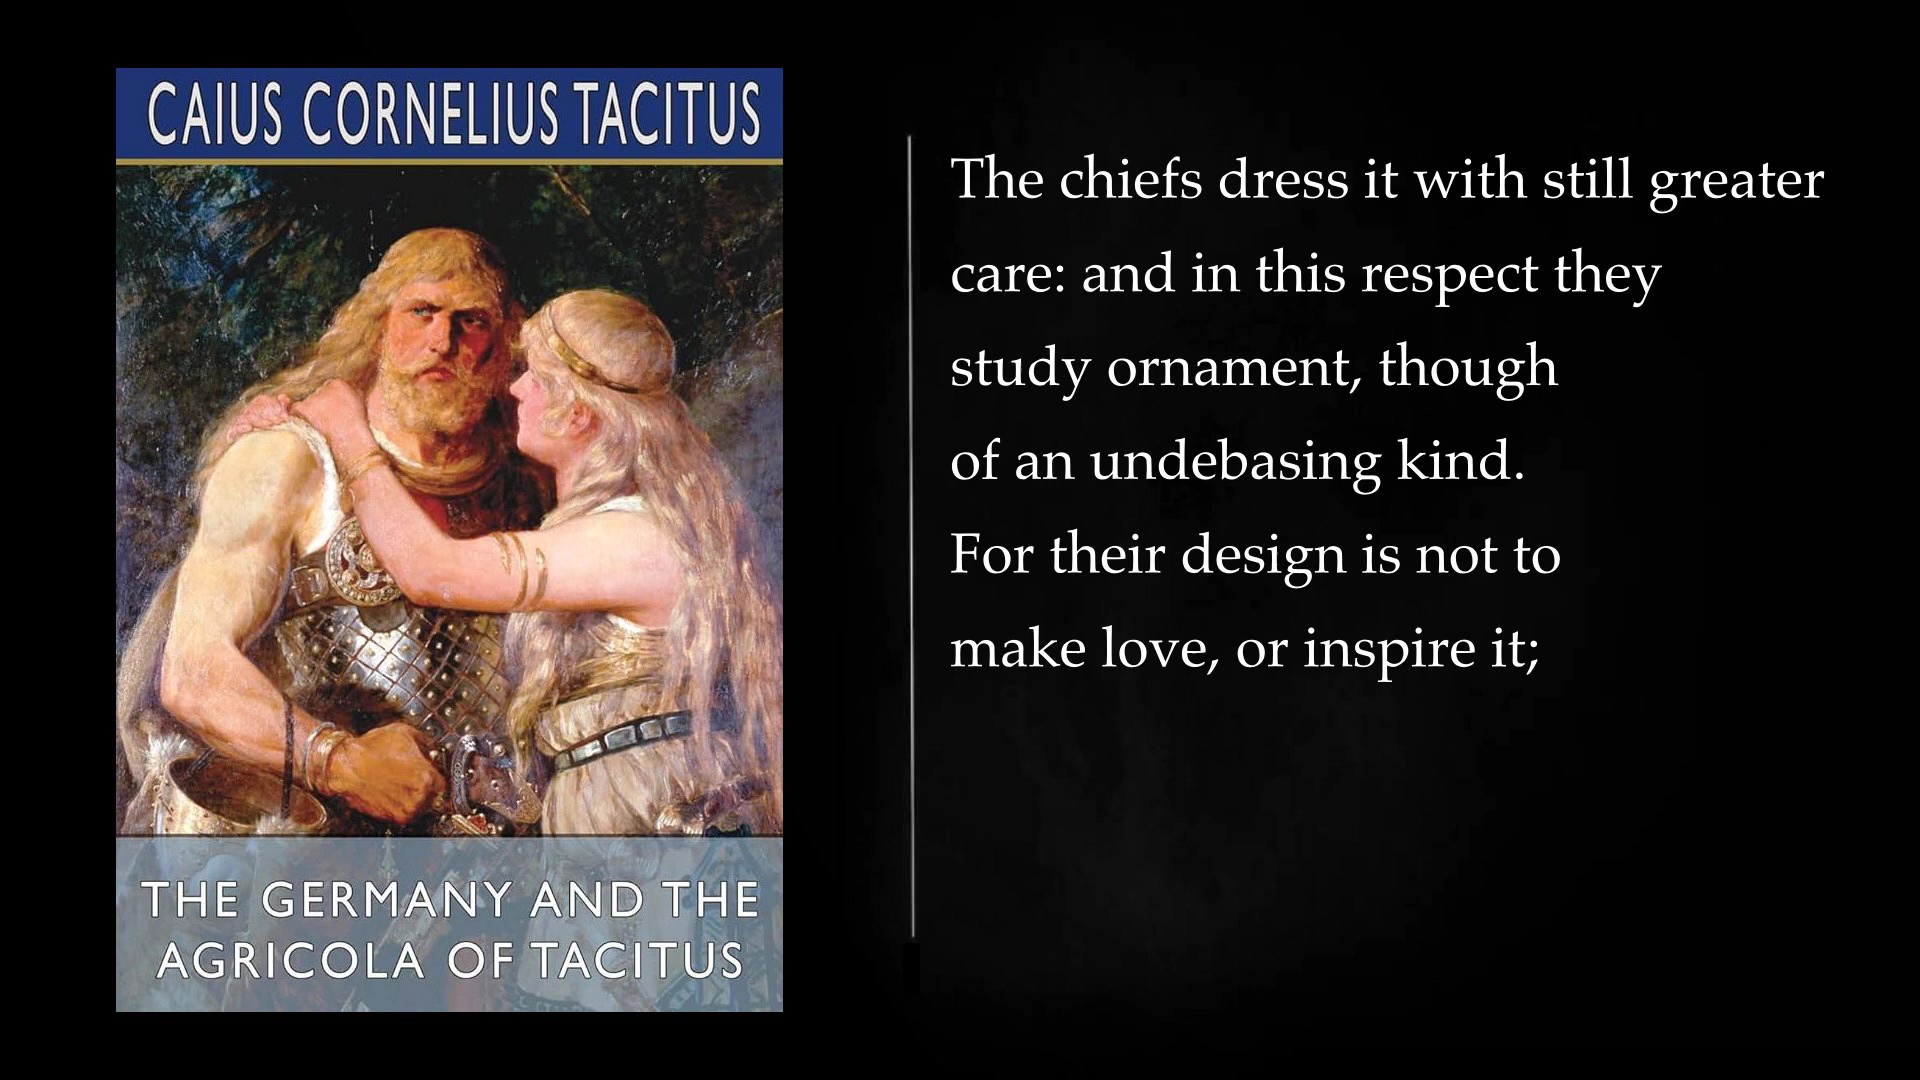 CAIUS CORNELIUS TACITUS
THE GERMANY AND THE
AGRICOLA OF TACITUS
The chiefs dress it with still greater
care: and in this respect they
study ornament, though
of an undebasing kind.
For their design is not to
make love, or inspire it;